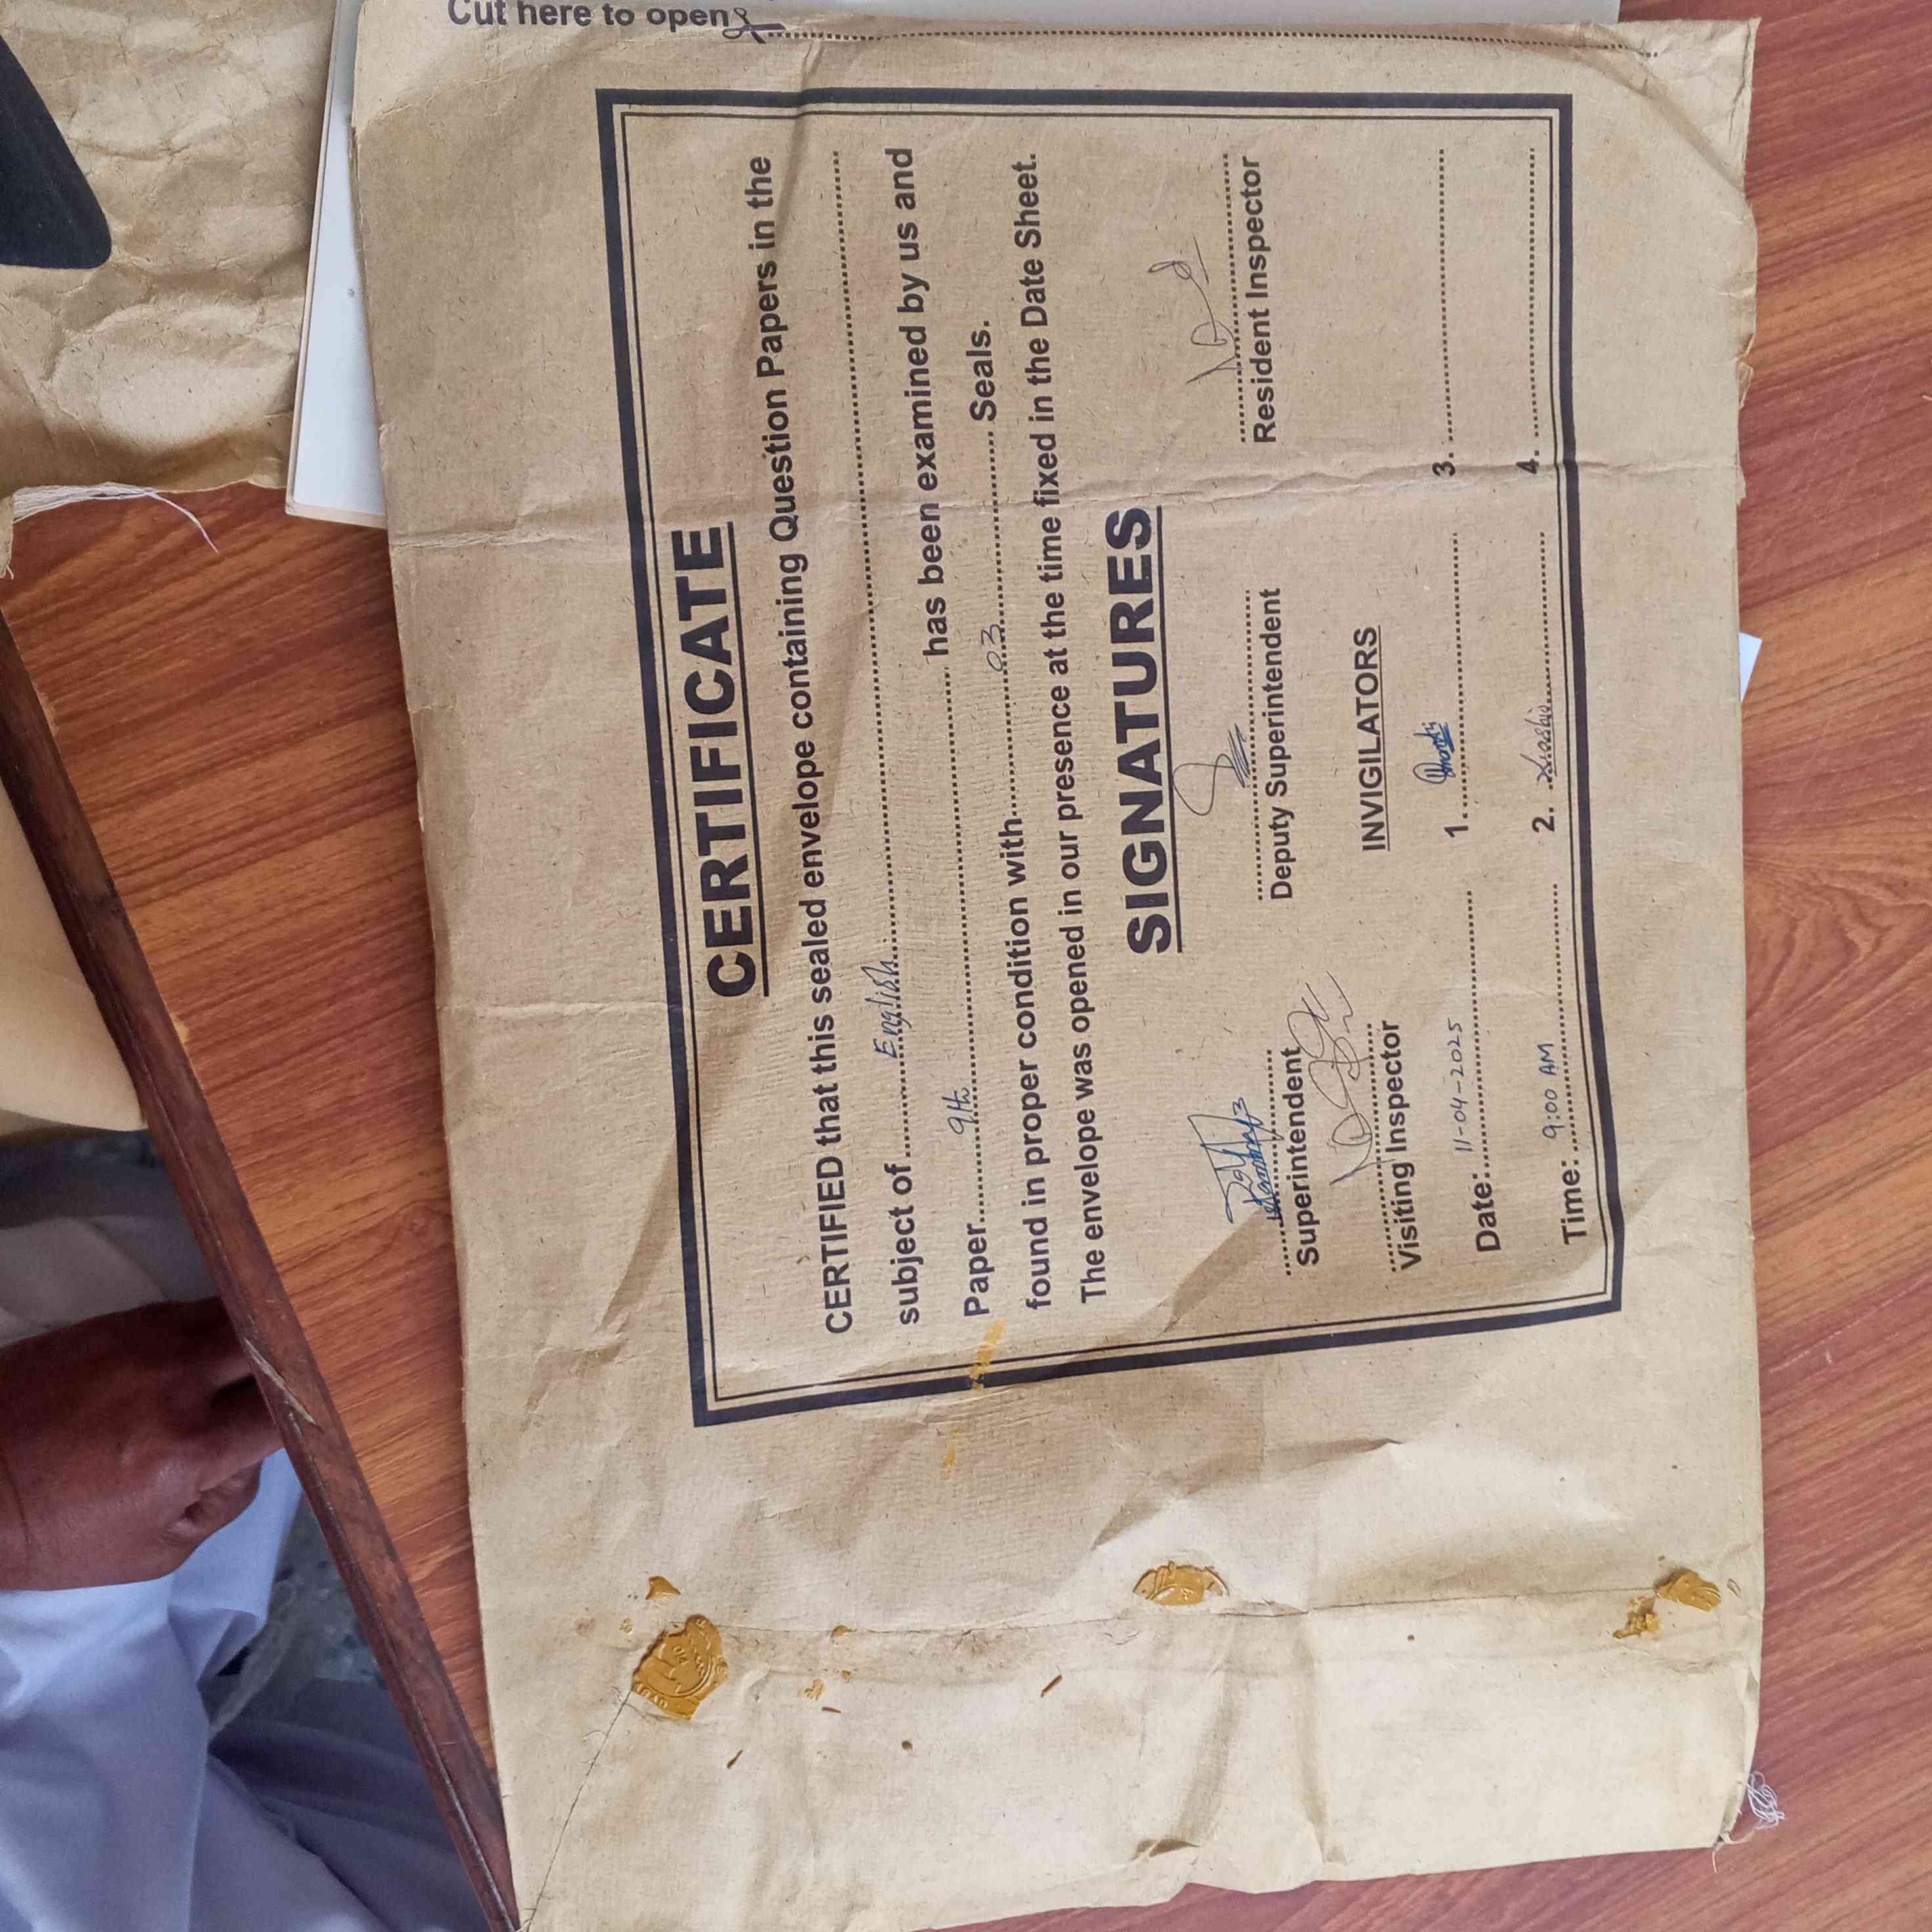 Cut here to open
CERTIFICATE
CERTIFIED that this sealed envelope containing Question Papers in the
subject of English
Paper 9th has been examined by us and
found in proper condition with 03 Seals.
The envelope was opened in our presence at the time fixed in the Date Sheet.
SIGNATURES
Superintendent Deputy Superintendent Resident Inspector
Visiting Inspector INVIGILATORS
Date: 11-04-2025 1. 3.
Time: 9:00 AM 2. 4.